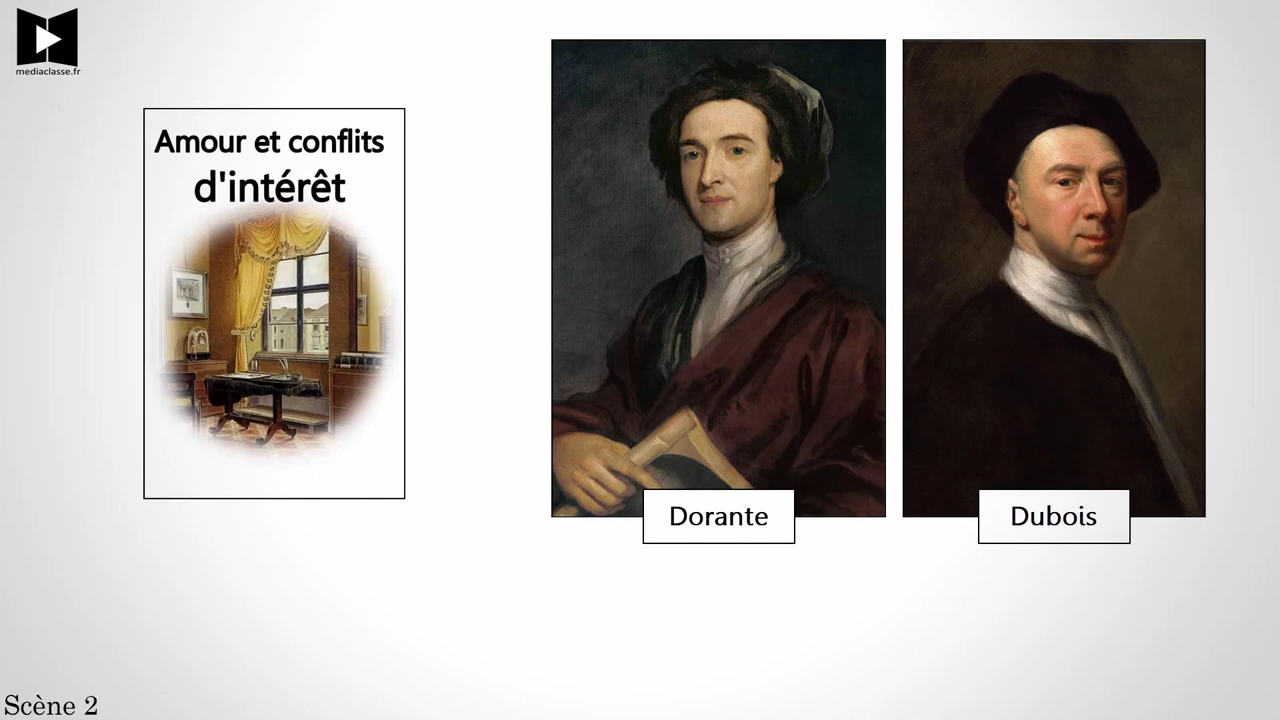 mediaclasse.fr
Amour et conflits
d'intérêt
Dorante
Dubois
Scène 2